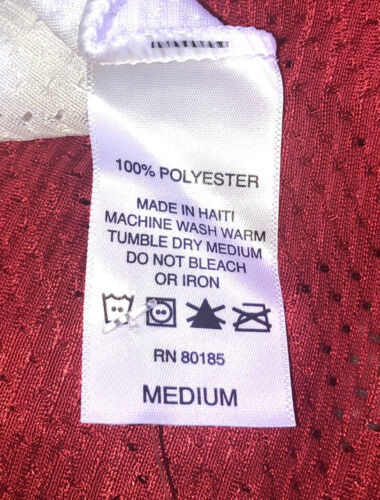 100% POLYESTER
MADE IN HAITI
MACHINE WASH WARM
TUMBLE DRY MEDIUM
DO NOT BLEACH
OR IRON
RN 80185
MEDIUM